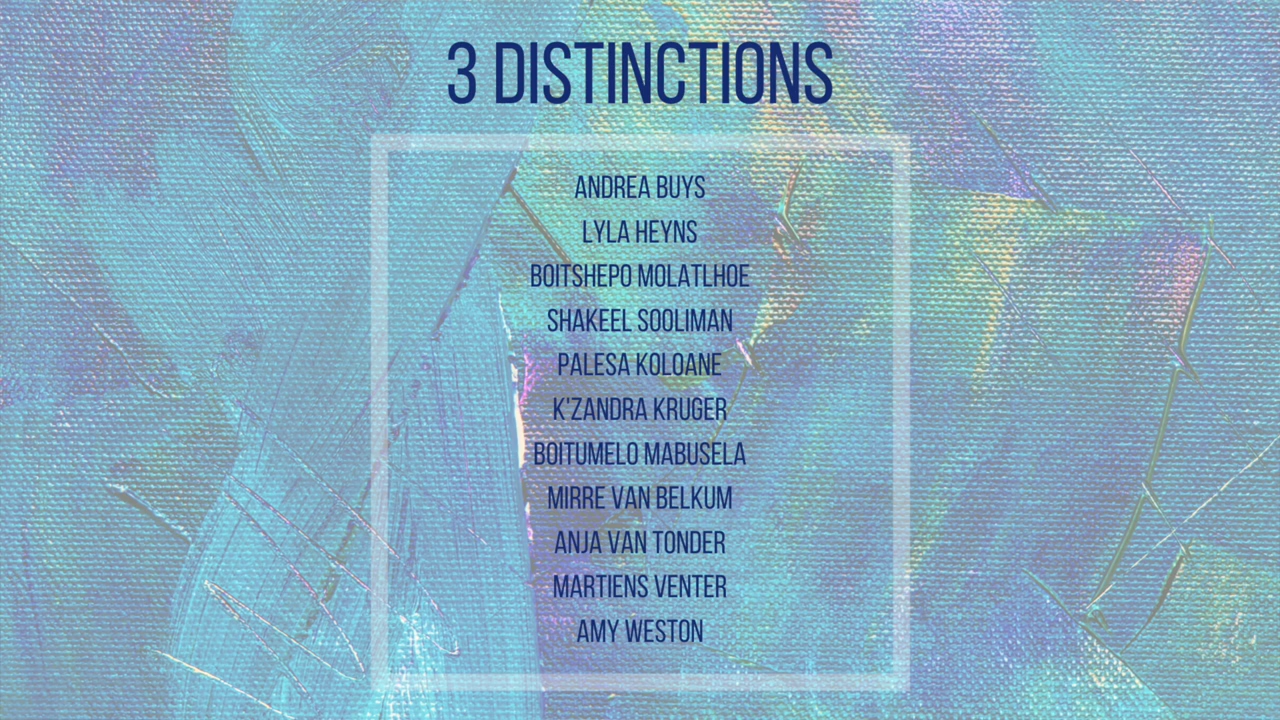 3 DISTINCTIONS
ANDREA BUYS
LYLA HEYNS
BOITSHEPO MOLATLHOE
SHAKEEL SOOLIMAN
PALESA KOLOANE
K'ZANDRA KRUGER
BOITUMELO MABUSELA
MIRRE VAN BELKUM
ANJA VAN TONDER
MARTIENS VENTER
AMY WESTON